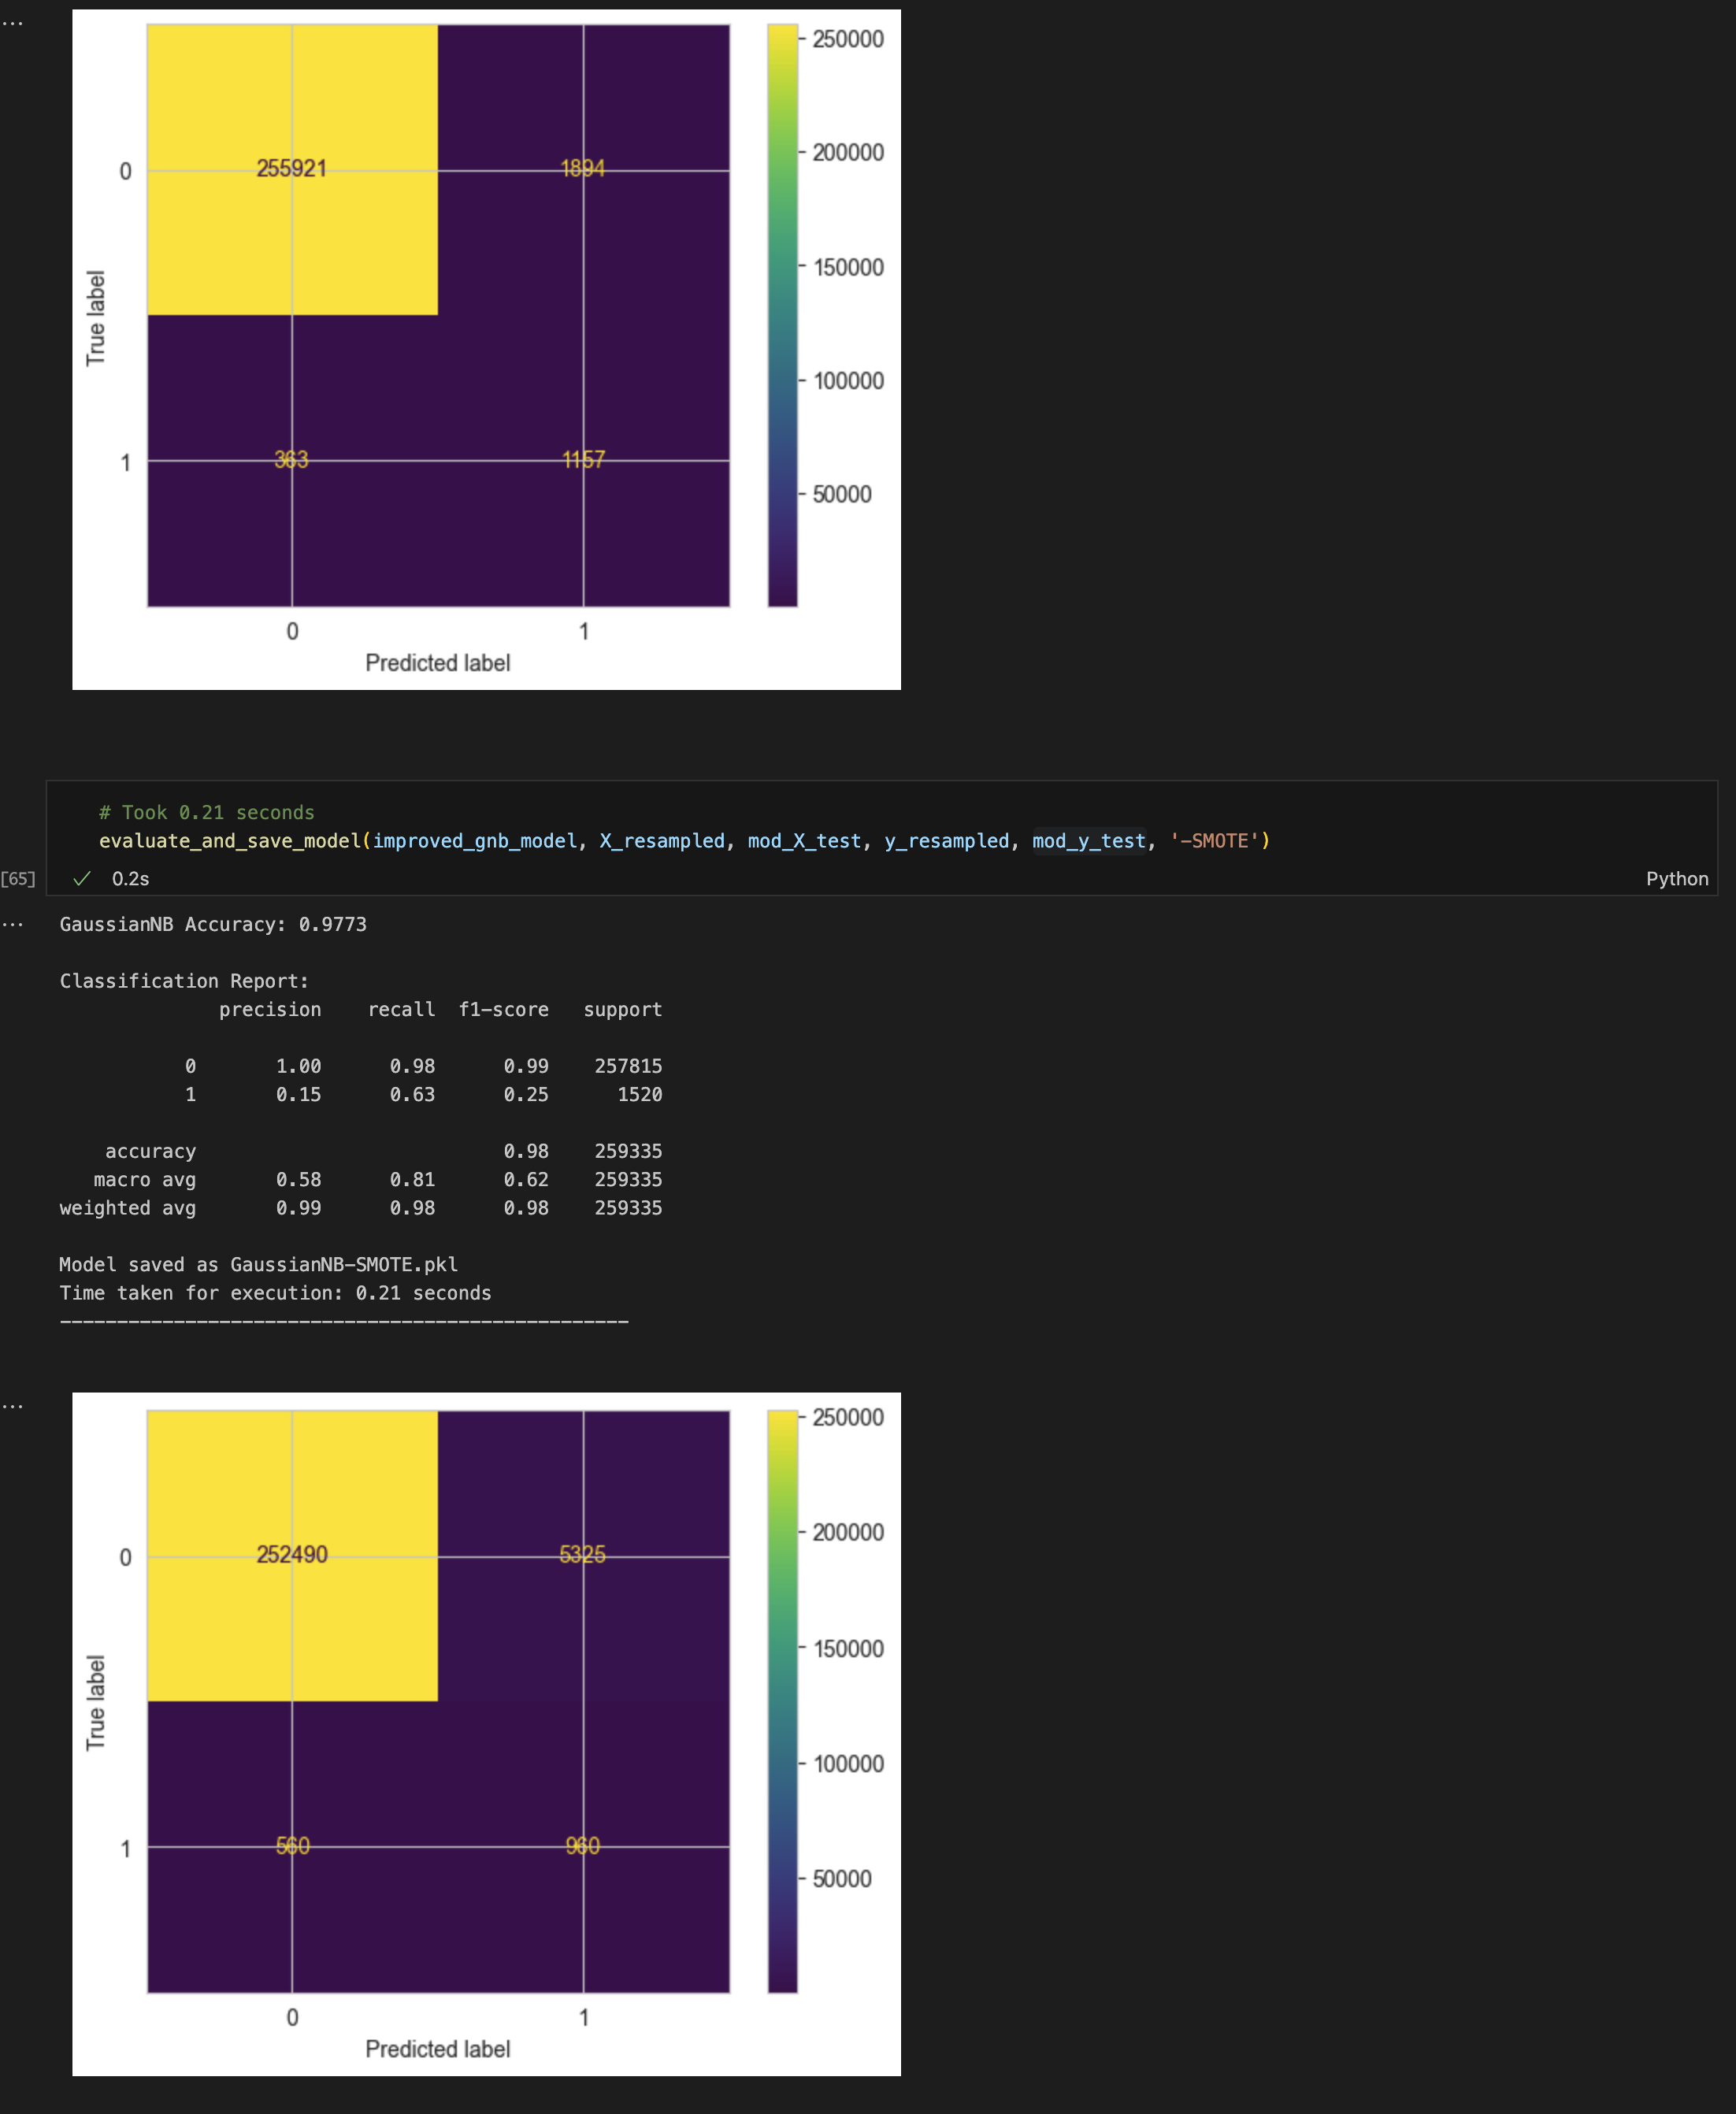 ...
250000
200000
150000
100000
50000
0
255921
1894
True label
1
363
1157
0
1
Predicted label
# Took 0.21 seconds
evaluate_and_save_model(improved_gnb_model, X_resampled, mod_X_test, y_resampled, mod_y_test, '-SMOTE')
[65]
✓ 0.2s
Python
...
GaussianNB Accuracy: 0.9773
Classification Report:
precision recall f1-score support
0 1.00 0.98 0.99 257815
1 0.15 0.63 0.25 1520
accuracy 0.98 259335
macro avg 0.58 0.81 0.62 259335
weighted avg 0.99 0.98 0.98 259335
Model saved as GaussianNB-SMOTE.pkl
Time taken for execution: 0.21 seconds
--------------------------------------------------
...
250000
200000
150000
100000
50000
0
252490
5325
True label
1
560
960
0
1
Predicted label